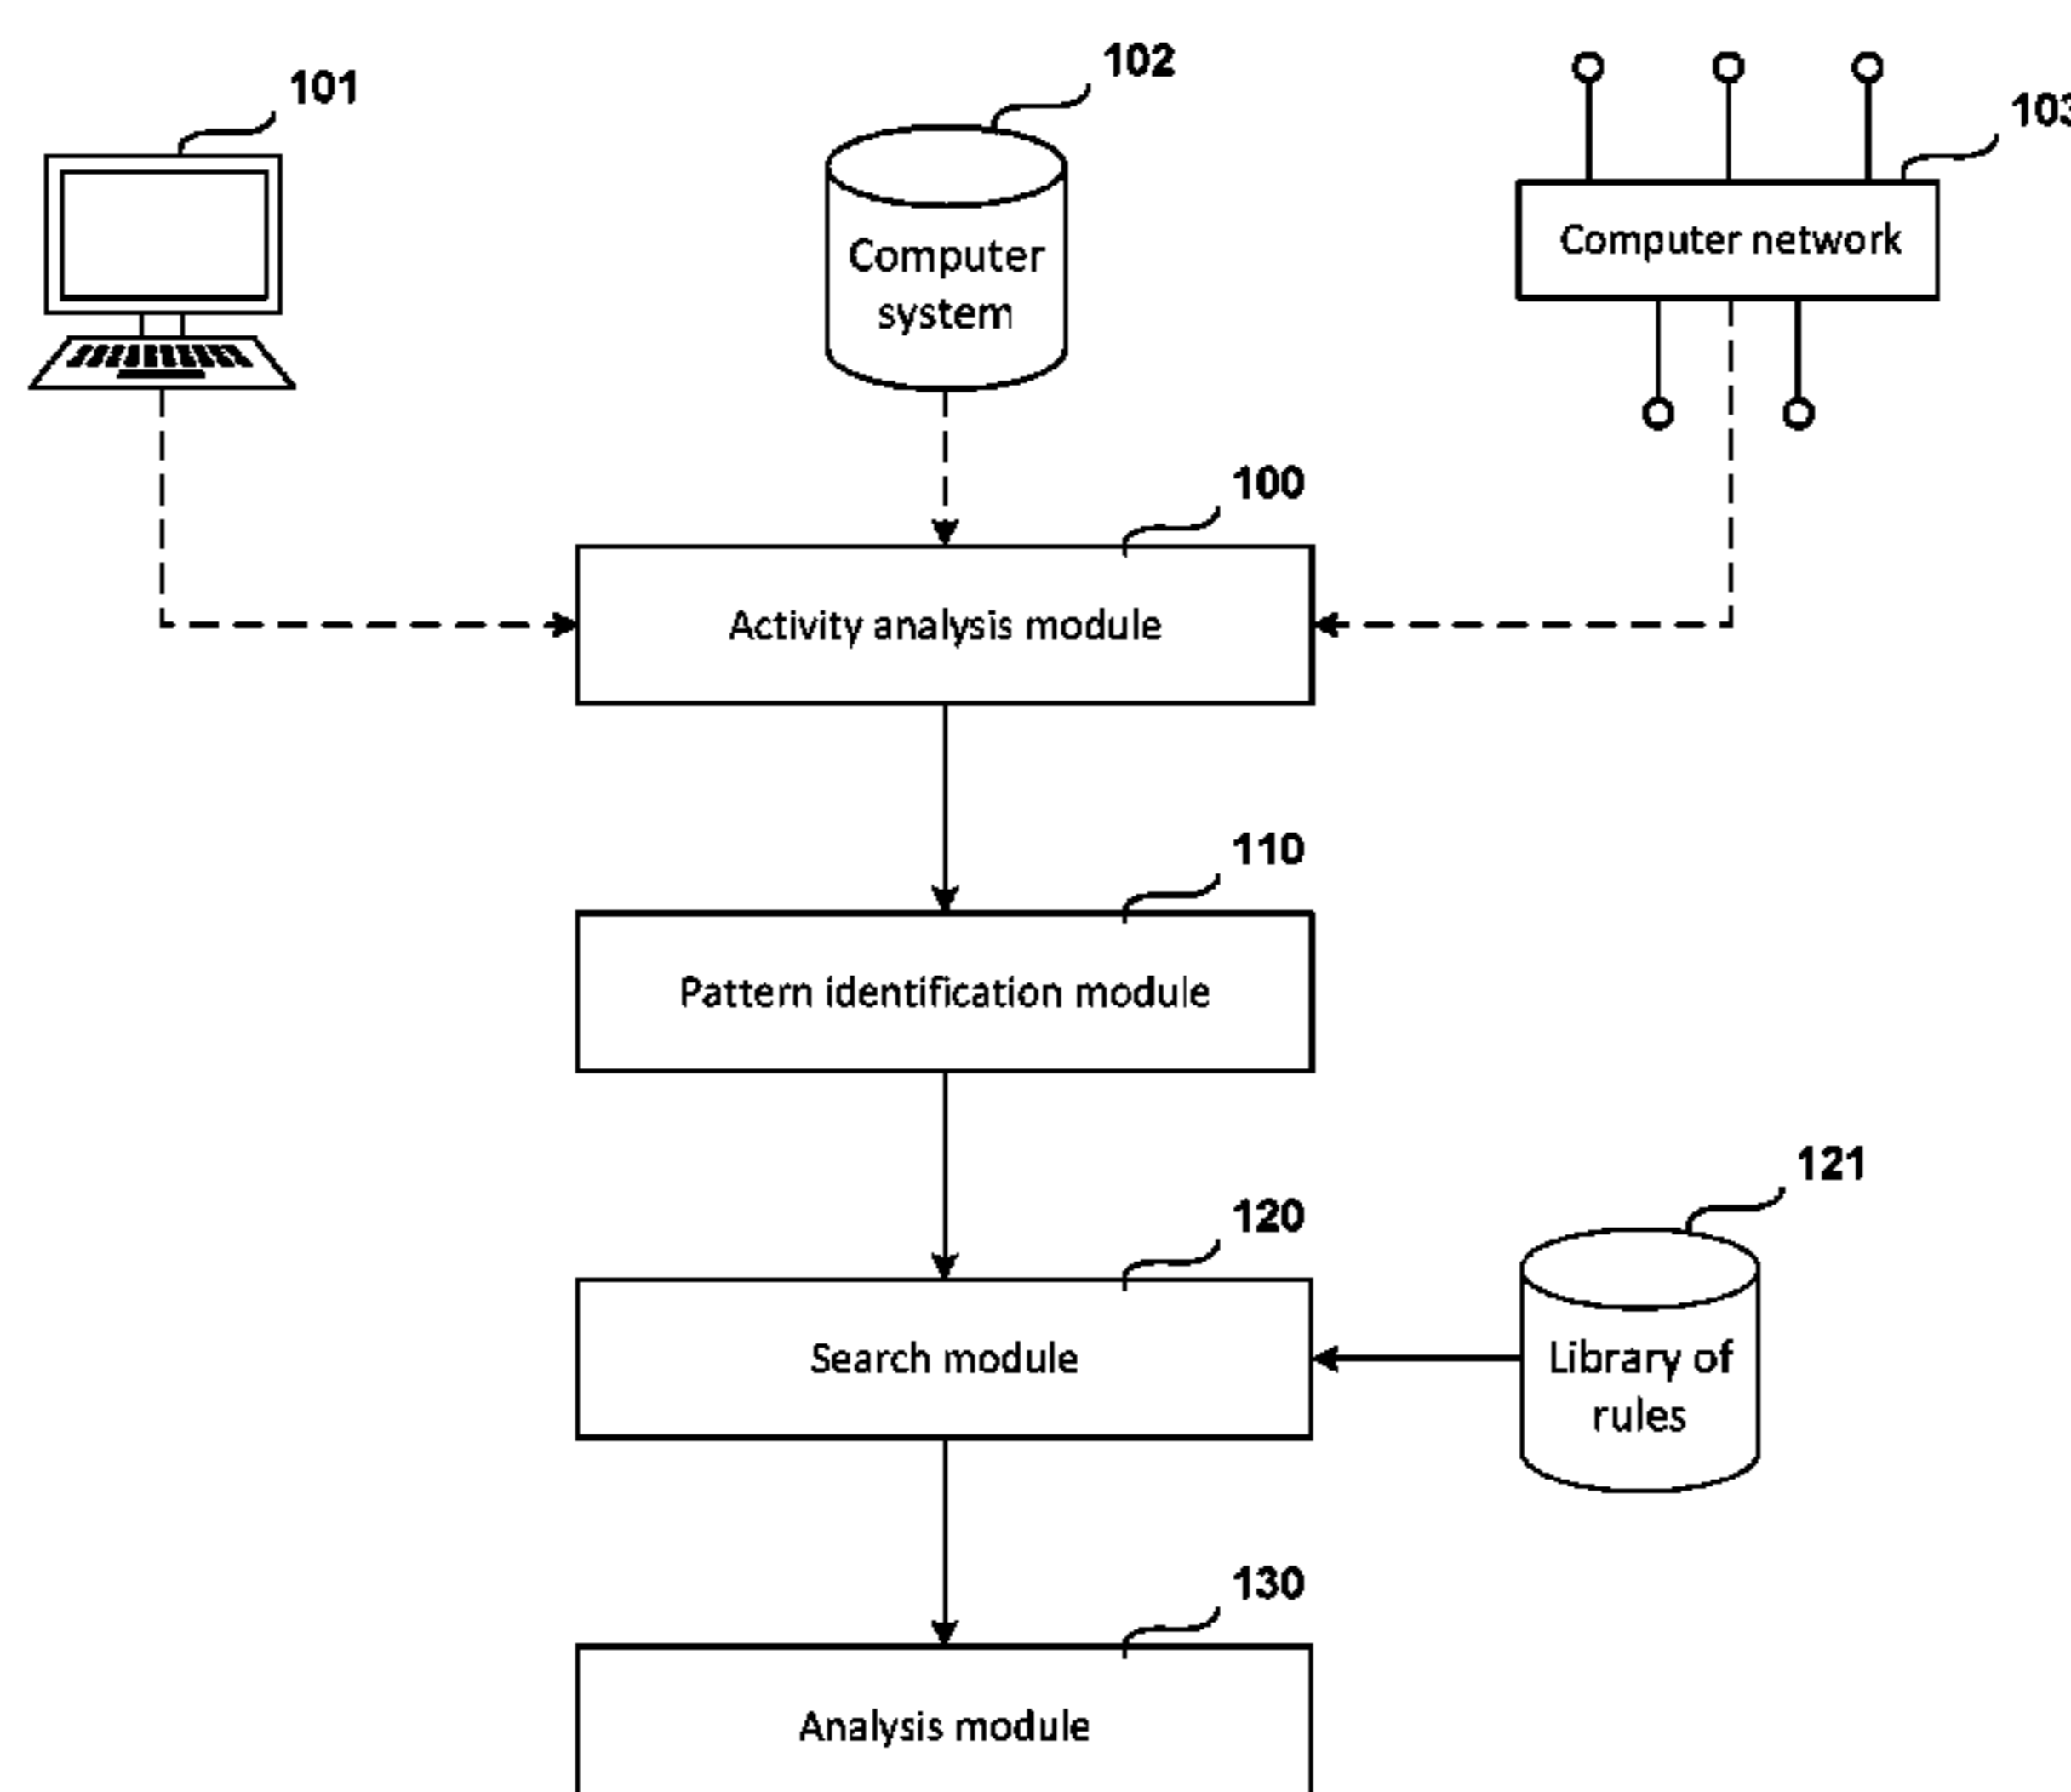 101
102
103
Computer
system
Computer network
100
Activity analysis module
110
Pattern identification module
121
120
Search module
Library of
rules
130
Analysis module